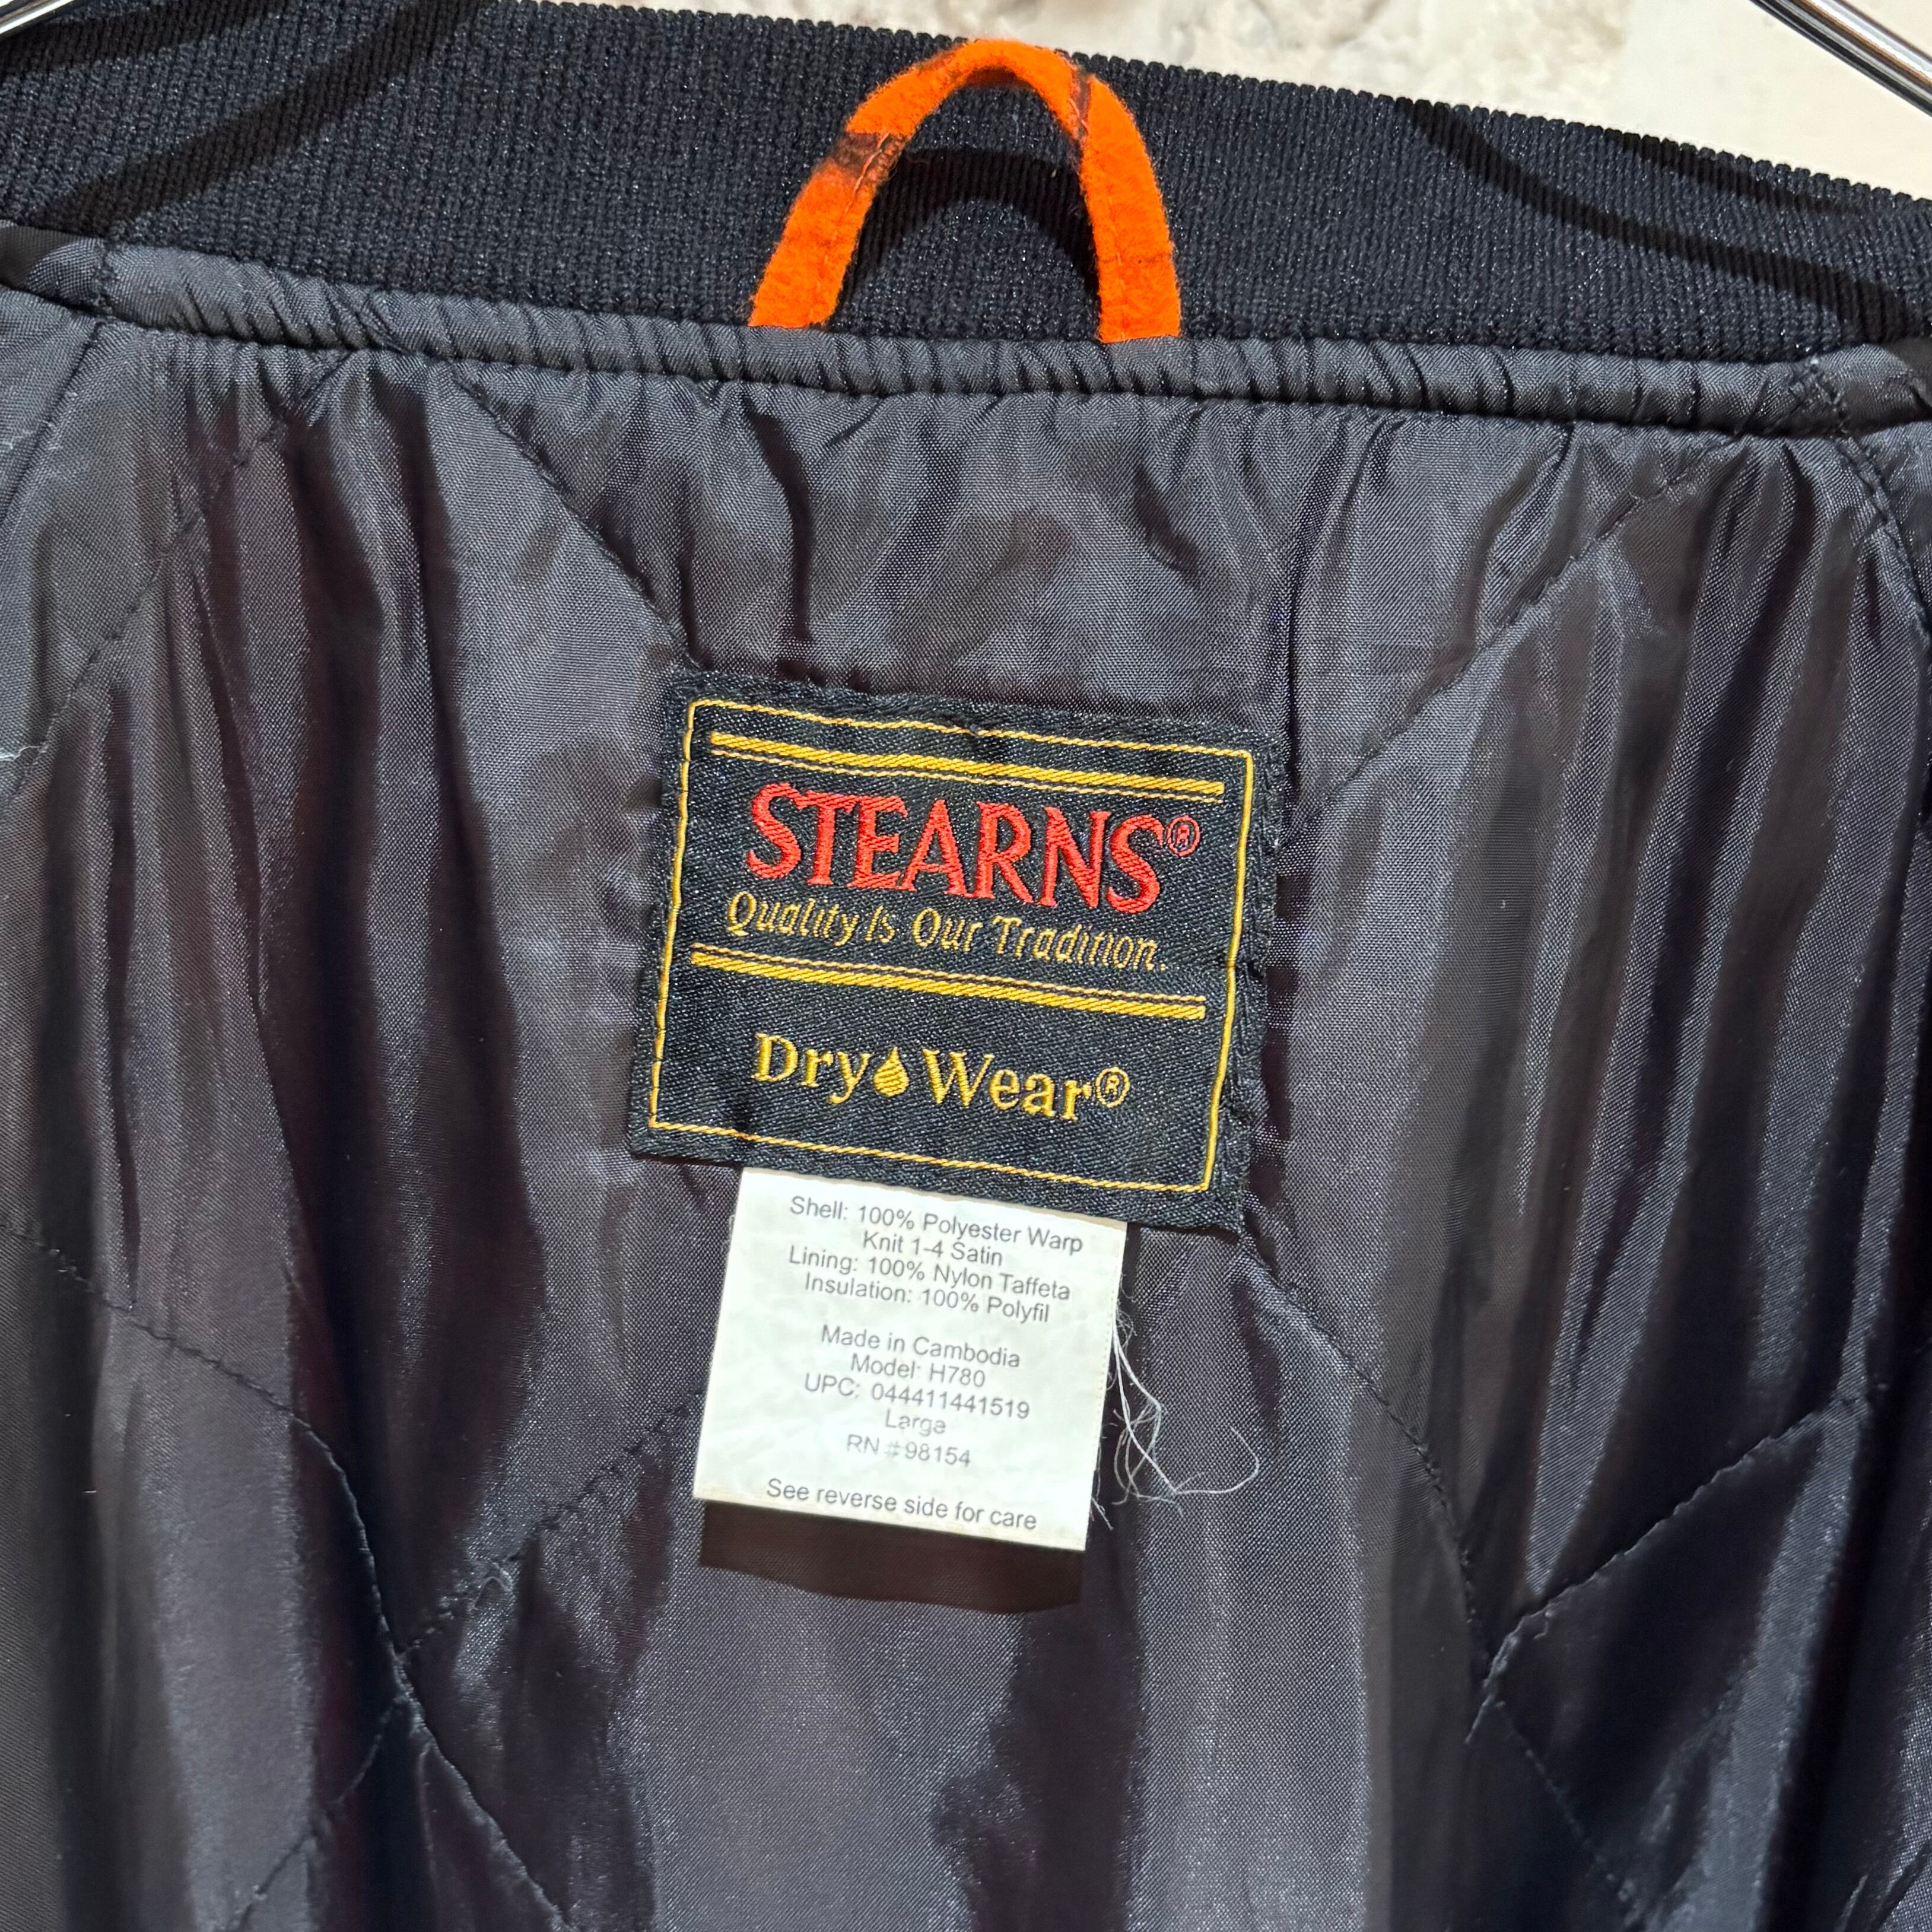 STEARNS®
Quality Is Our Tradition.
Dry Wear®
Shell: 100% Polyester Warp
Knit 1-4 Satin
Lining: 100% Nylon Taffeta
Insulation: 100% Polyfil
Made in Cambodia
Model: H780
UPC: 044411441519
Large
RN #98154
See reverse side for care